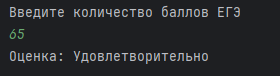 Введите количество баллов ЕГЭ
65
Оценка: Удовлетворительно